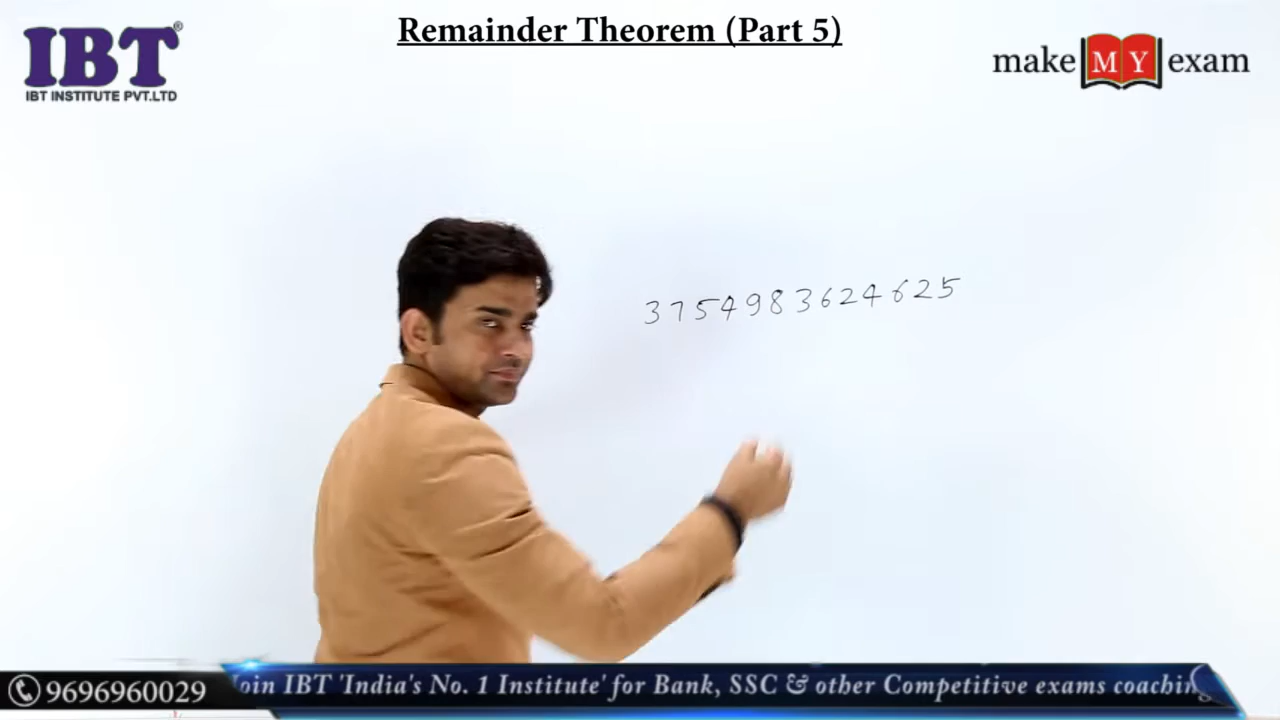 Remainder Theorem (Part 5)
IBT®
IBT INSTITUTE PVT.LTD
make MY exam
3754983624625
9696960029
Join IBT 'India's No. 1 Institute' for Bank, SSC & other Competitive exams coaching